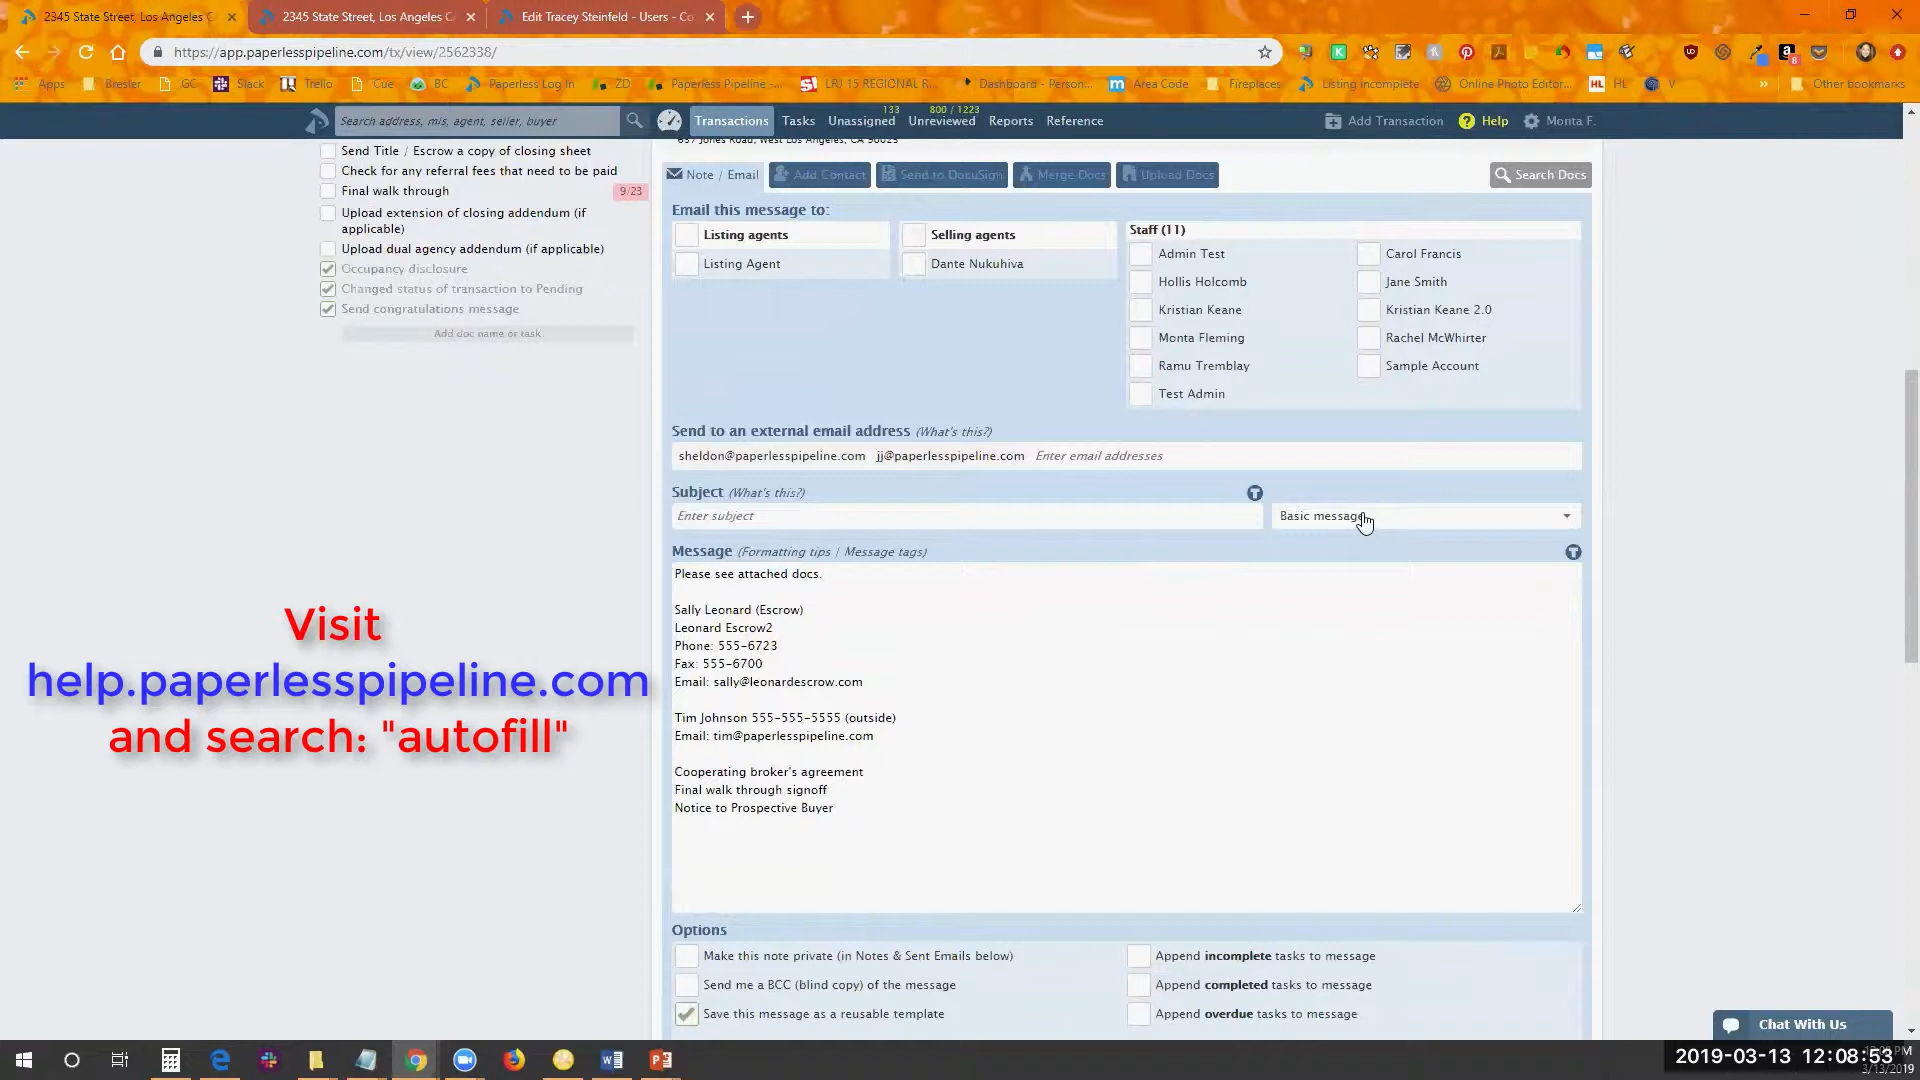 2345 State Street, Los Angeles C
2345 State Street, Los Angeles CA
Edit Tracey Steinfeld - Users - Co
https://app.paperlesspipeline.com/tx/view/2562338/
8
Apps
Bresler
GC
Slack
Trello
Cue
BC
Paperless Log In
ZD
Paperless Pipeline -...
LRJ 15 REGIONAL R...
Dashboard - Person...
Area Code
Fireplaces
Listing incomplete
Online Photo Editor...
HL
V
Other bookmarks
Search address, mls, agent, seller, buyer
Transactions
Tasks
133
Unassigned
800 / 1223
Unreviewed
Reports
Reference
Add Transaction
Help
Monta F.
Send Title / Escrow a copy of closing sheet
Check for any referral fees that need to be paid
Final walk through
9/23
Upload extension of closing addendum (if
applicable)
Upload dual agency addendum (if applicable)
Occupancy disclosure
Changed status of transaction to Pending
Send congratulations message
Add doc name or task.
Jones Road, West Los Angeles, CA 90025
Note / Email
Add Contact
Send to DocuSign
Merge Docs
Upload Docs
Search Docs
Email this message to:
Listing agents
Listing Agent
Selling agents
Dante Nukuhiva
Staff (11)
Admin Test
Carol Francis
Hollis Holcomb
Jane Smith
Kristian Keane
Kristian Keane 2.0
Monta Fleming
Rachel McWhirter
Ramu Tremblay
Sample Account
Test Admin
Send to an external email address (What's this?)
sheldon@paperlesspipeline.com jj@paperlesspipeline.com Enter email addresses
Subject (What's this?)
Enter subject
Basic message
Message (Formatting tips / Message tags)
Please see attached docs.
Sally Leonard (Escrow)
Leonard Escrow2
Phone: 555-6723
Fax: 555-6700
Email: sally@leonardescrow.com
Tim Johnson 555-555-5555 (outside)
Email: tim@paperlesspipeline.com
Cooperating broker's agreement
Final walk through signoff
Notice to Prospective Buyer
Options
Make this note private (in Notes & Sent Emails below)
Send me a BCC (blind copy) of the message
Save this message as a reusable template
Append incomplete tasks to message
Append completed tasks to message
Append overdue tasks to message
Visit
help.paperlesspipeline.com
and search: "autofill"
Chat With Us
2019-03-13 12:08:53
PM
3/13/2019